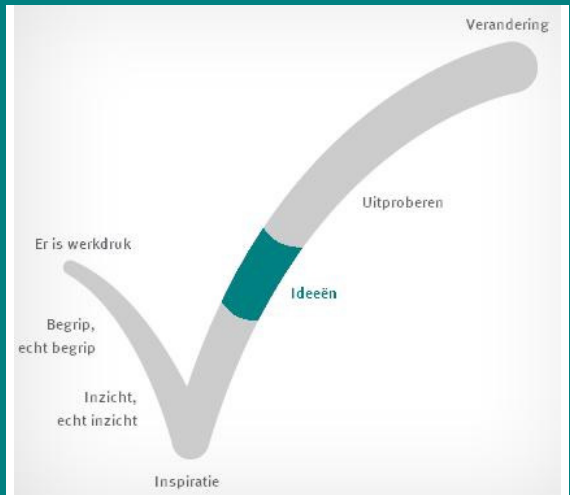 Verandering
Uitproberen
Er is werkdruk
Ideeën
Begrip,
echt begrip
Inzicht,
echt inzicht
Inspiratie